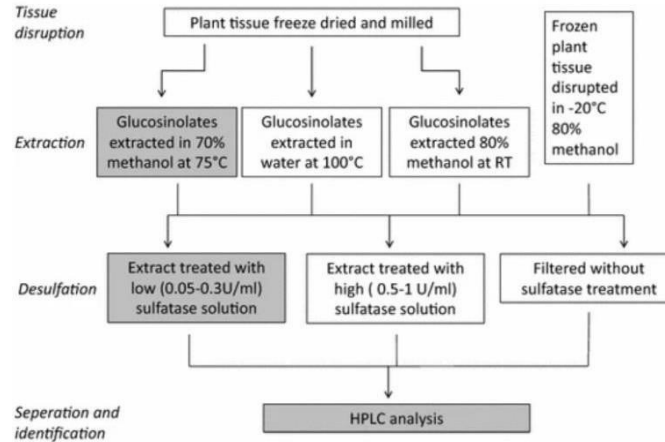 Tissue
disruption
Plant tissue freeze dried and milled
Frozen
plant
tissue
disrupted
in -20°C
80%
methanol
Extraction
Glucosinolates
extracted in 70%
methanol at 75°C
Glucosinolates
extracted in
water at 100°C
Glucosinolates
extracted 80%
methanol at RT
Desulfation
Extract treated with
low (0.05-0.3U/ml)
sulfatase solution
Extract treated with
high ( 0.5-1 U/ml)
sulfatase solution
Filtered without
sulfatase treatment
Seperation and
identification
HPLC analysis